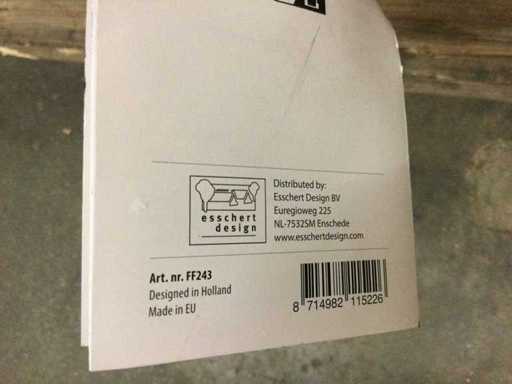 esschert
design
Distributed by:
Esschert Design BV
Euregioweg 225
NL-7532SM Enschede
www.esschertdesign.com
Art. nr. FF243
Designed in Holland
Made in EU
8 714982 115226